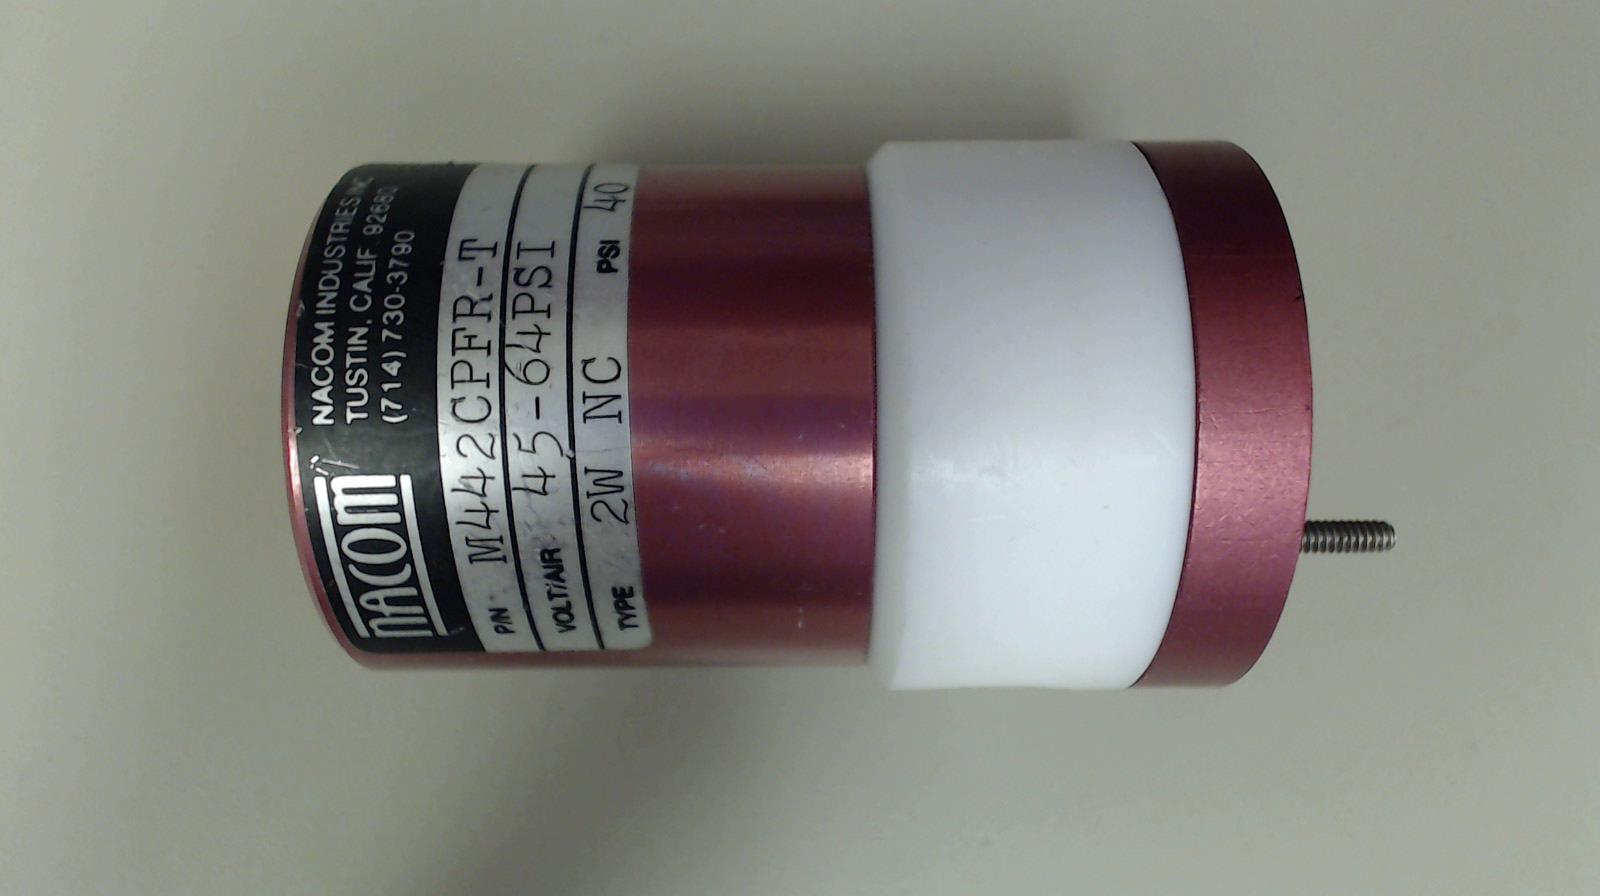 NACOM
NACOM INDUSTRIES, INC.
TUSTIN, CALIF. 92680
(714) 730-3790
P/N M442CPFR-T
VOLT/AIR 45-64PSI
TYPE 2W NC PSI 40